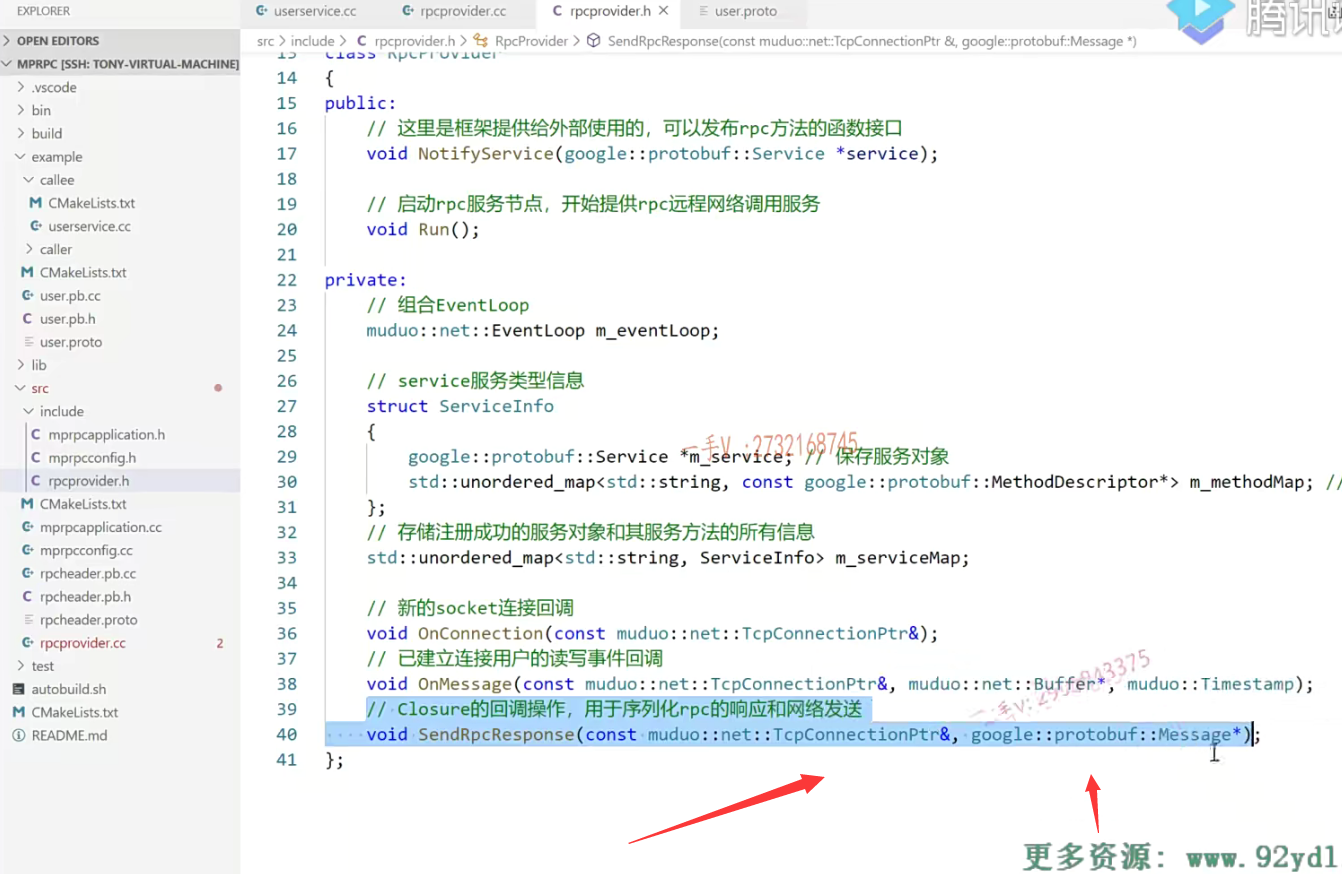 EXPLORER
userservice.cc
rpcprovider.cc
rpcprovider.h
user.proto
腾讯
OPEN EDITORS
src > include > rpcprovider.h > RpcProvider > SendRpcResponse(const muduo::net::TcpConnectionPtr &, google::protobuf::Message *)
MPRPC [SSH: TONY-VIRTUAL-MACHINE]
.vscode
bin
build
example
callee
CMakeLists.txt
userservice.cc
caller
CMakeLists.txt
user.pb.cc
user.pb.h
user.proto
lib
src
include
mprpcapplication.h
mprpcconfig.h
rpcprovider.h
CMakeLists.txt
mprpcapplication.cc
mprpcconfig.cc
rpcheader.pb.cc
rpcheader.pb.h
rpcheader.proto
rpcprovider.cc 2
test
autobuild.sh
CMakeLists.txt
README.md
13 class RpcProvider
14 {
15 public:
16 // 这里是框架提供给外部使用的，可以发布rpc方法的函数接口
17 void NotifyService(google::protobuf::Service *service);
18
19 // 启动rpc服务节点，开始提供rpc远程网络调用服务
20 void Run();
21
22 private:
23 // 组合EventLoop
24 muduo::net::EventLoop m_eventLoop;
25
26 // service服务类型信息
27 struct ServiceInfo
28 {
29 google::protobuf::Service *m_service; // 保存服务对象
30 std::unordered_map<std::string, const google::protobuf::MethodDescriptor*> m_methodMap; //
31 };
32 // 存储注册成功的服务对象和其服务方法的所有信息
33 std::unordered_map<std::string, ServiceInfo> m_serviceMap;
34
35 // 新的socket连接回调
36 void OnConnection(const muduo::net::TcpConnectionPtr&);
37 // 已建立连接用户的读写事件回调
38 void OnMessage(const muduo::net::TcpConnectionPtr&, muduo::net::Buffer*, muduo::Timestamp);
39 // Closure的回调操作，用于序列化rpc的响应和网络发送
40 void SendRpcResponse(const muduo::net::TcpConnectionPtr&, google::protobuf::Message*);
41 };
一手V :2732168745
更多资源: www.92yd1